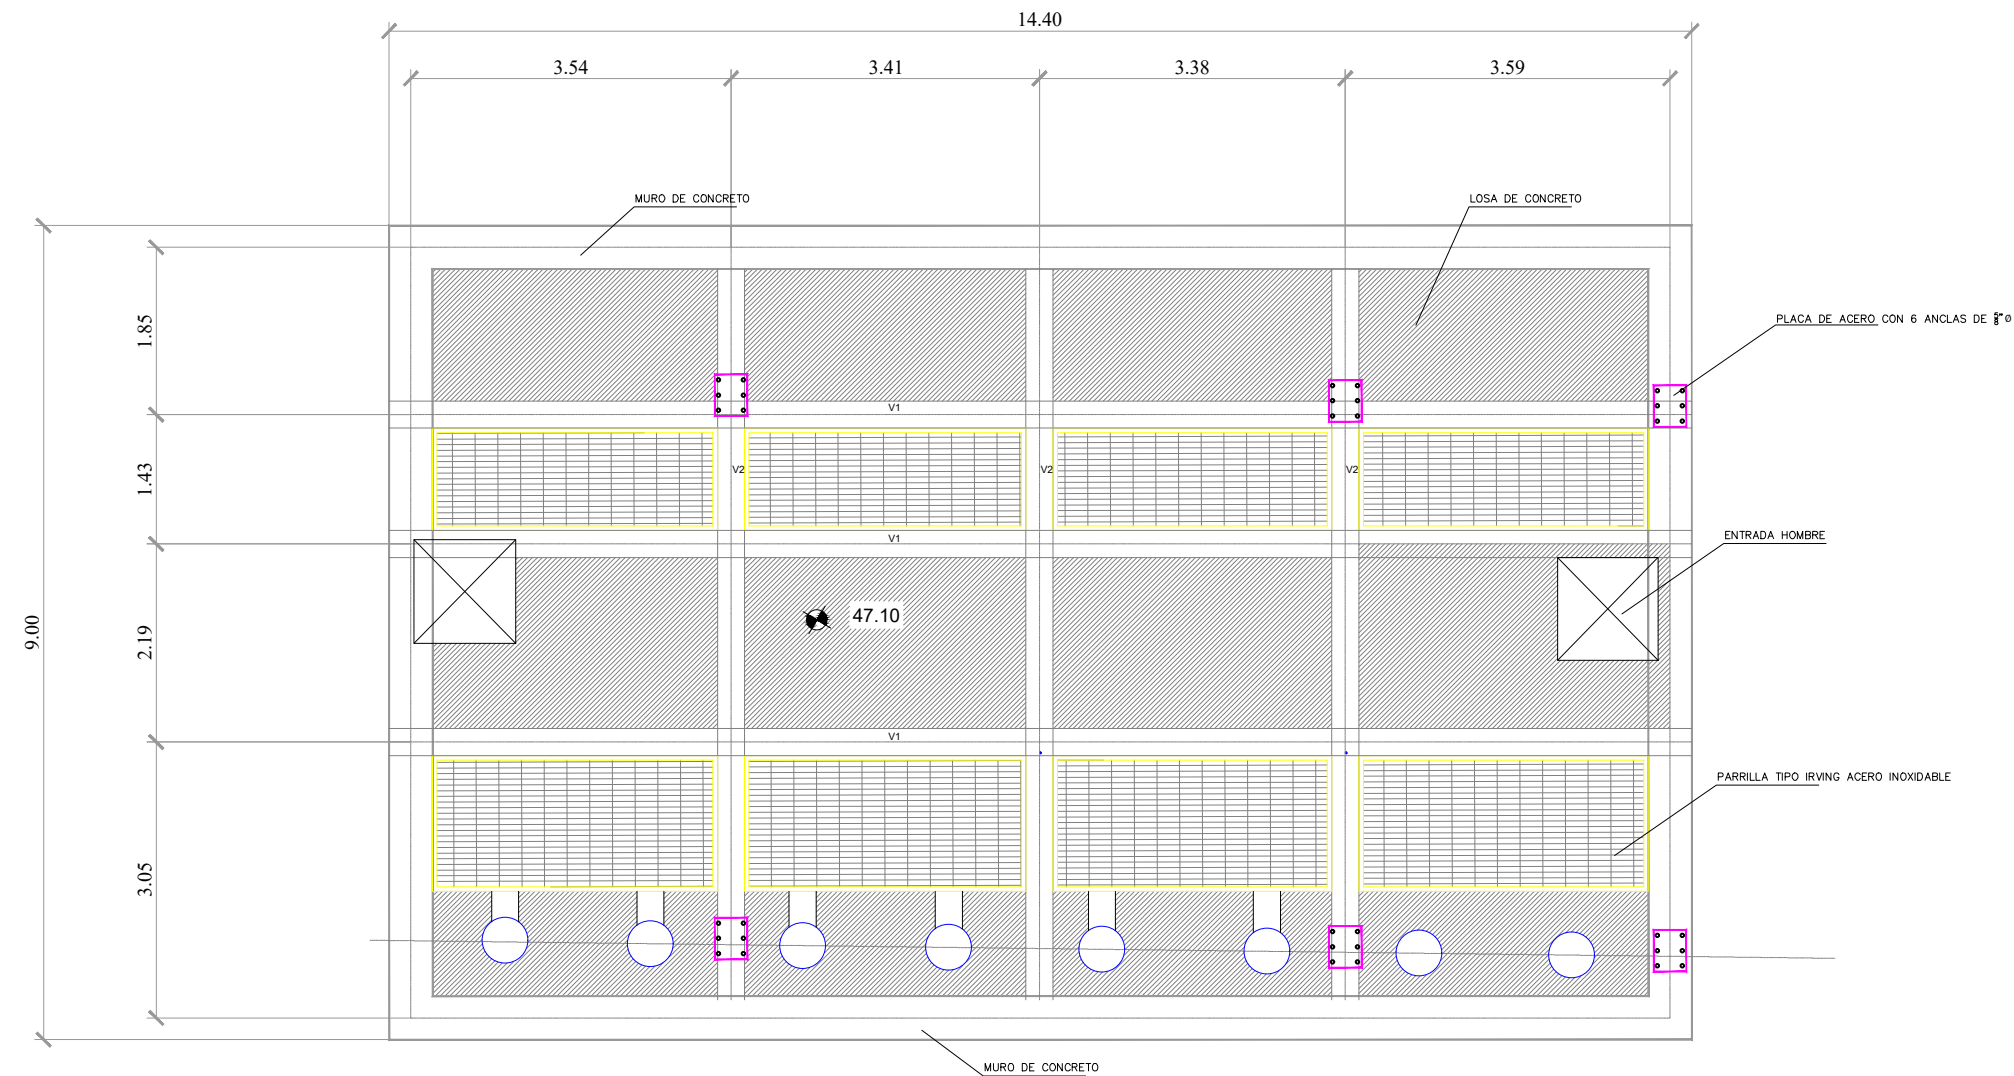 14.40
3.54
3.41
3.38
3.59
MURO DE CONCRETO
LOSA DE CONCRETO
1.85
PLACA DE ACERO CON 6 ANCLAS DE 5/8"Ø
V1
1.43
V2
V2
V2
V1
ENTRADA HOMBRE
47.10
9.00
2.19
V1
PARRILLA TIPO IRVING ACERO INOXIDABLE
3.05
MURO DE CONCRETO